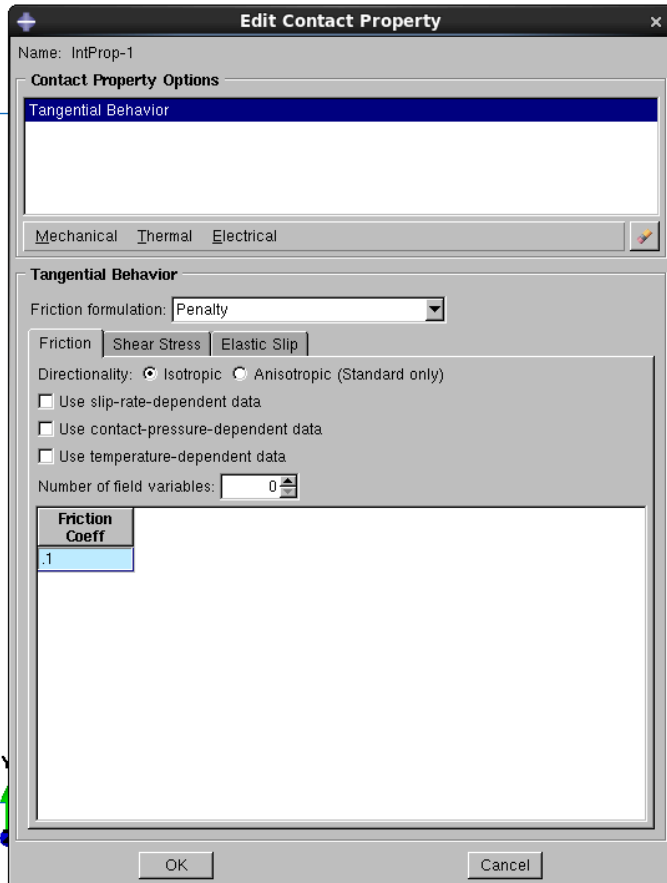 Edit Contact Property
Name: IntProp-1
Contact Property Options
Tangential Behavior
Mechanical Thermal Electrical
Tangential Behavior
Friction formulation: Penalty
Friction Shear Stress Elastic Slip
Directionality: Isotropic Anisotropic (Standard only)
Use slip-rate-dependent data
Use contact-pressure-dependent data
Use temperature-dependent data
Number of field variables: 0
Friction
Coeff
.1
Y
OK Cancel